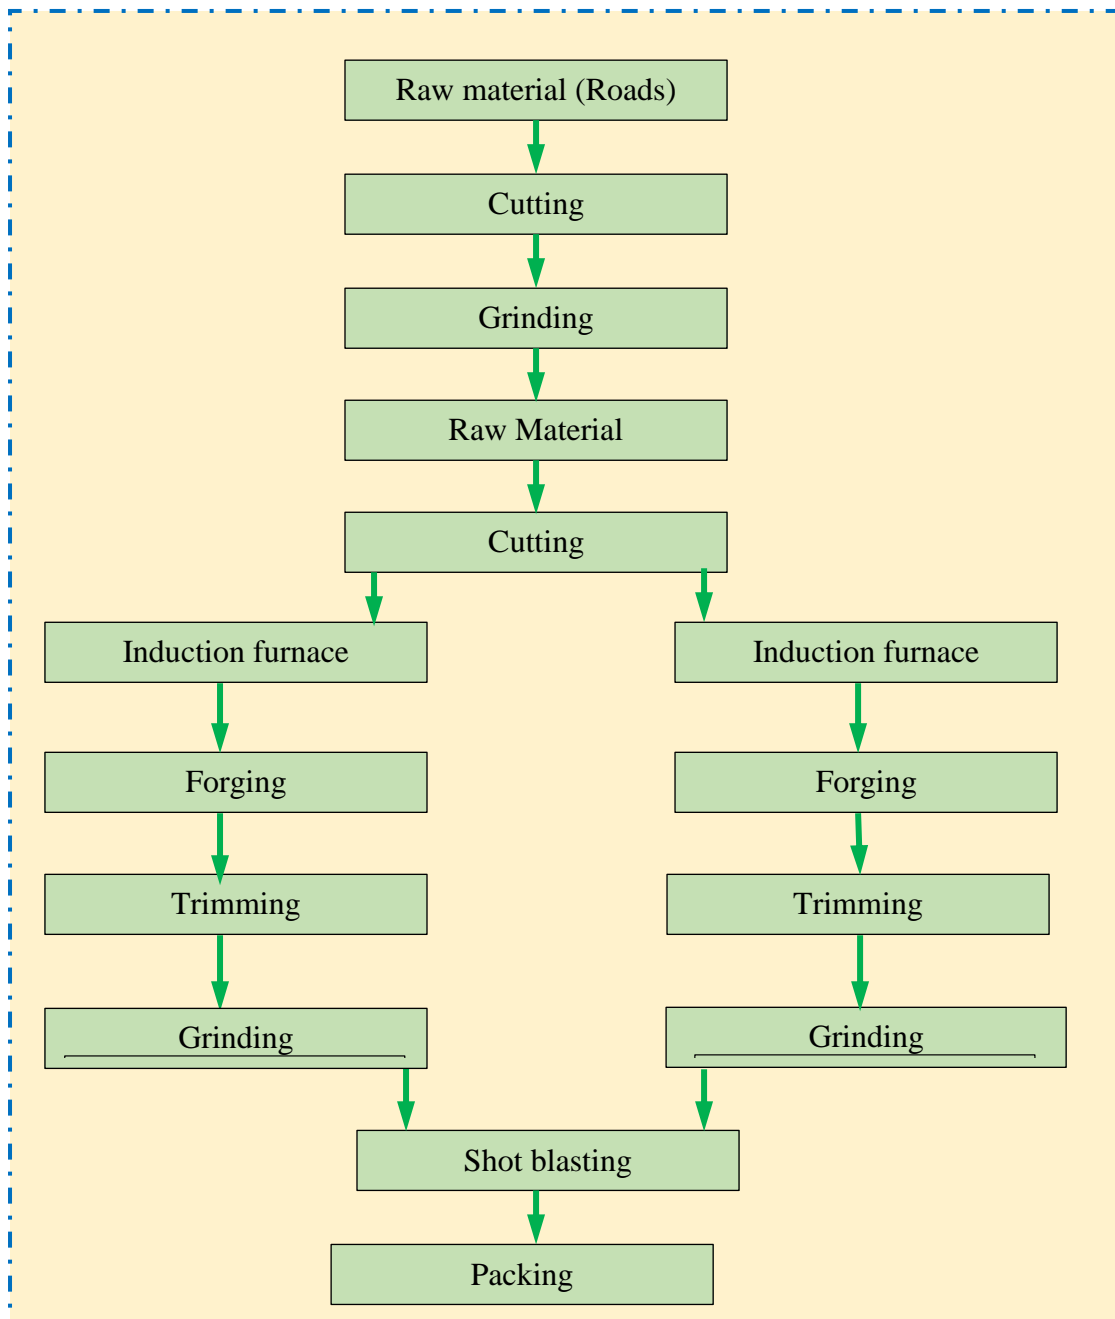 Raw material (Roads)
Cutting
Grinding
Raw Material
Cutting
Induction furnace
Induction furnace
Forging
Forging
Trimming
Trimming
Grinding
Grinding
Shot blasting
Packing